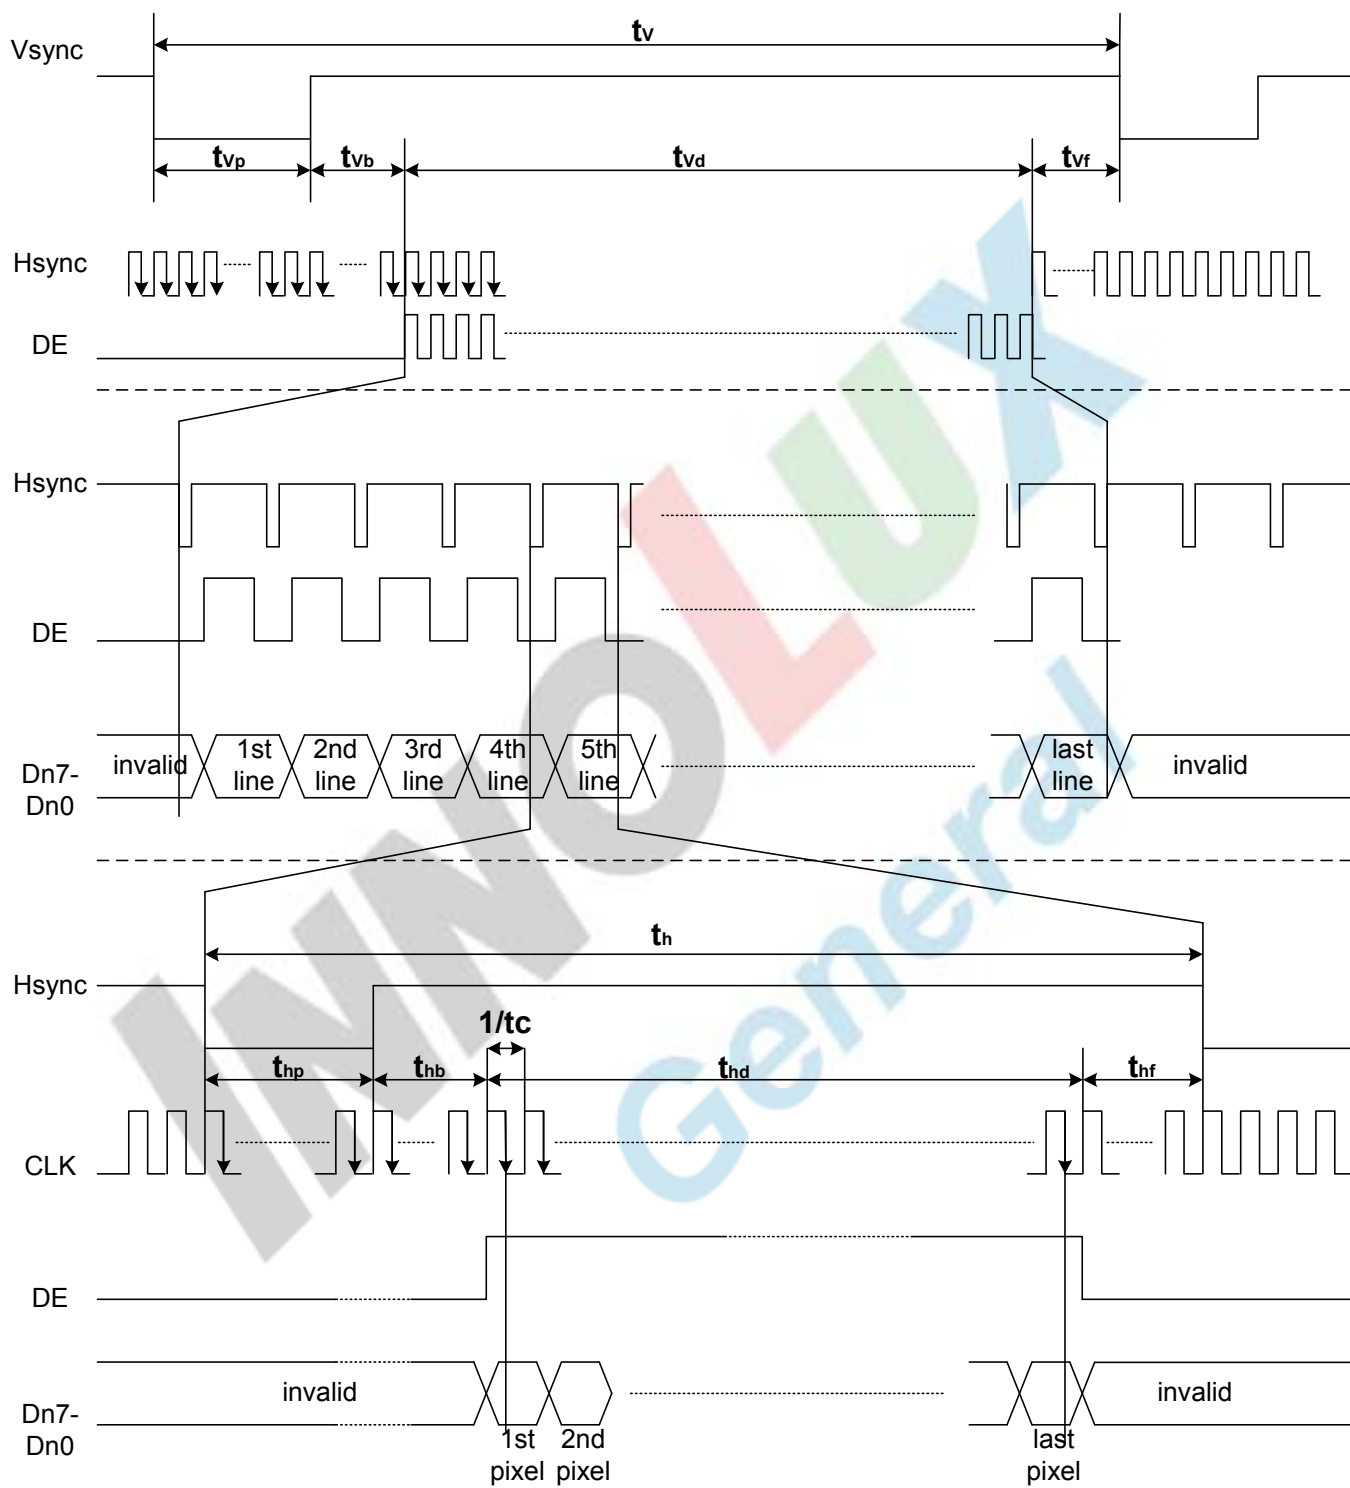 Vsync
tv
tVp
tVb
tVd
tVf
Hsync
DE
Hsync
DE
Dn7-
Dn0
invalid
1st
line
2nd
line
3rd
line
4th
line
5th
line
last
line
invalid
th
Hsync
1/tc
thp
thb
thd
thf
CLK
DE
Dn7-
Dn0
invalid
1st
pixel
2nd
pixel
last
pixel
invalid
INNOLUX
General